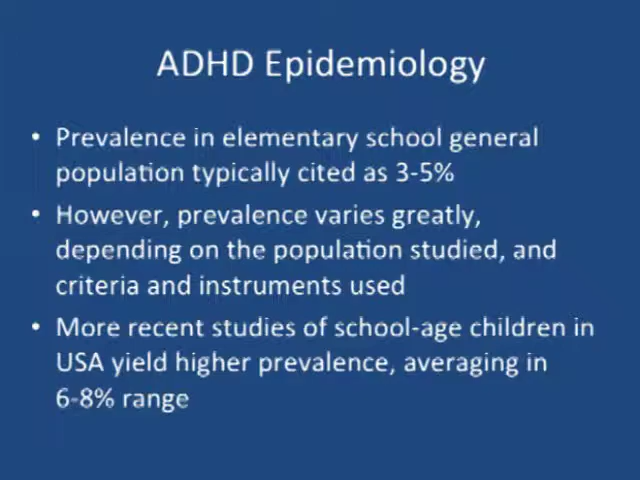 ADHD Epidemiology
• Prevalence in elementary school general
population typically cited as 3-5%
• However, prevalence varies greatly,
depending on the population studied, and
criteria and instruments used
• More recent studies of school-age children in
USA yield higher prevalence, averaging in
6-8% range